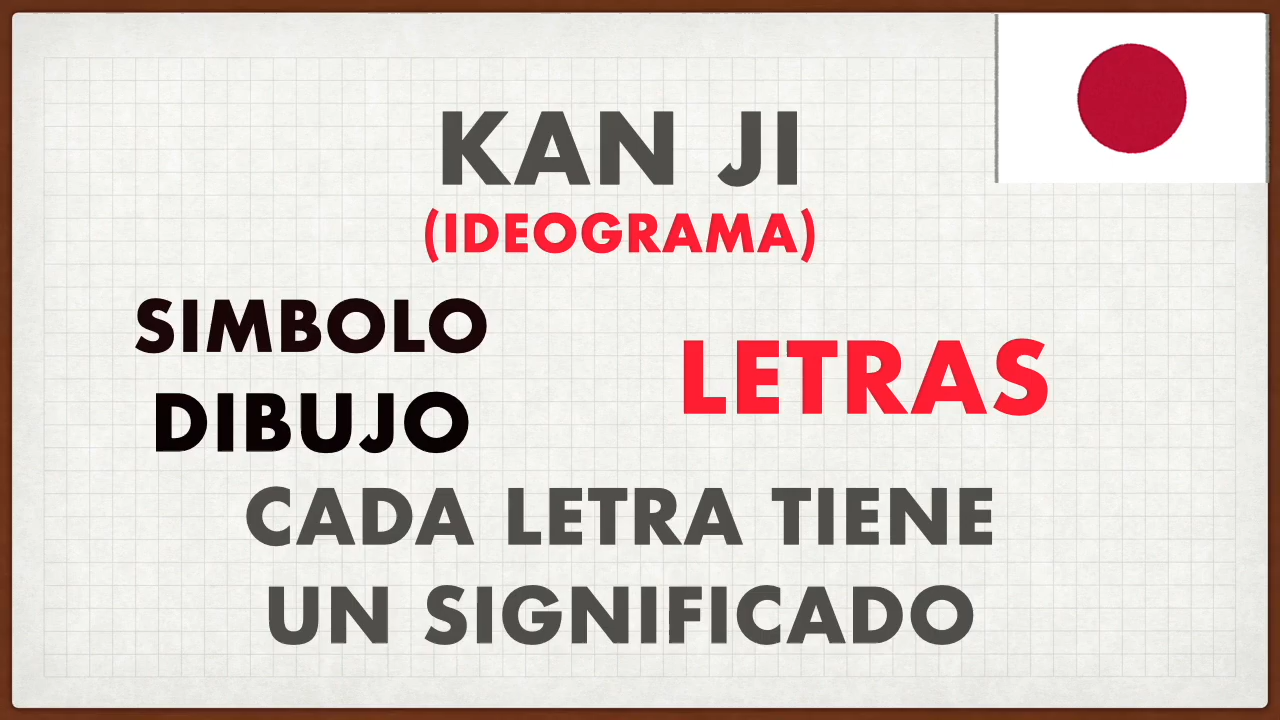 KAN JI
(IDEOGRAMA)
SIMBOLO
DIBUJO
LETRAS
CADA LETRA TIENE
UN SIGNIFICADO